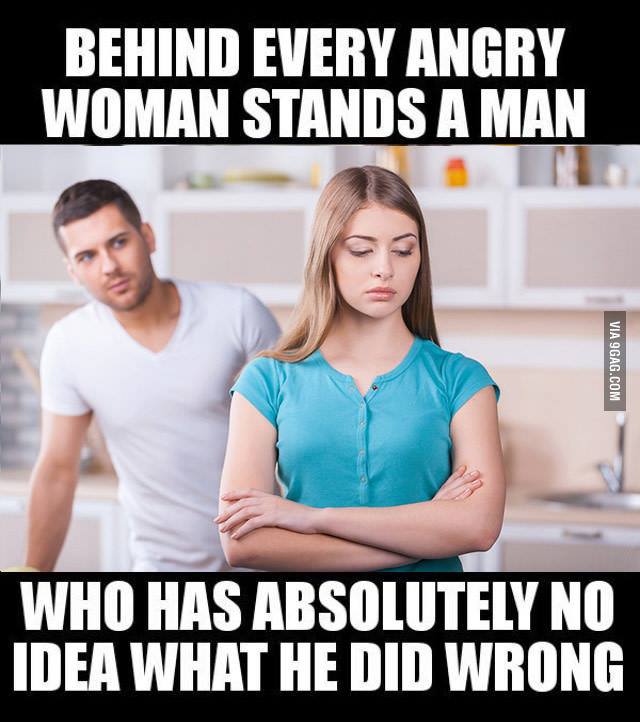 BEHIND EVERY ANGRY
WOMAN STANDS A MAN
VIA 9GAG.COM
WHO HAS ABSOLUTELY NO
IDEA WHAT HE DID WRONG